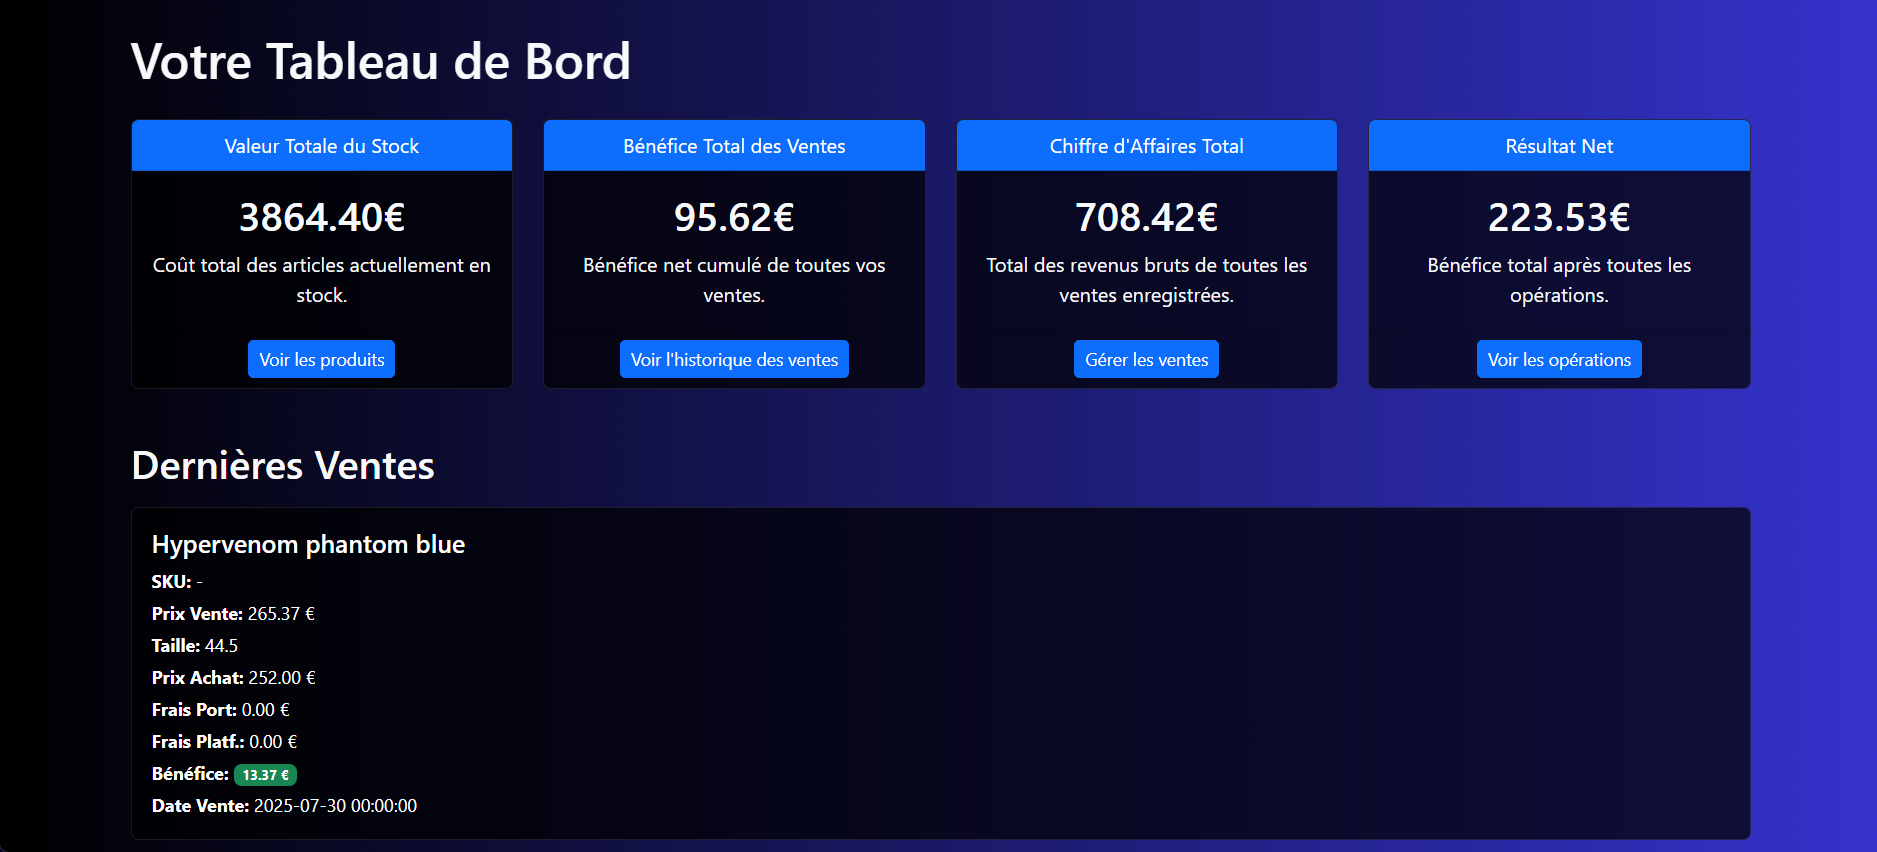 Votre Tableau de Bord
Valeur Totale du Stock
3864.40€
Coût total des articles actuellement en
stock.
Voir les produits
Bénéfice Total des Ventes
95.62€
Bénéfice net cumulé de toutes vos
ventes.
Voir l'historique des ventes
Chiffre d'Affaires Total
708.42€
Total des revenus bruts de toutes les
ventes enregistrées.
Gérer les ventes
Résultat Net
223.53€
Bénéfice total après toutes les
opérations.
Voir les opérations
Dernières Ventes
Hypervenom phantom blue
SKU: -
Prix Vente: 265.37 €
Taille: 44.5
Prix Achat: 252.00 €
Frais Port: 0.00 €
Frais Platf.: 0.00 €
Bénéfice: 13.37 €
Date Vente: 2025-07-30 00:00:00